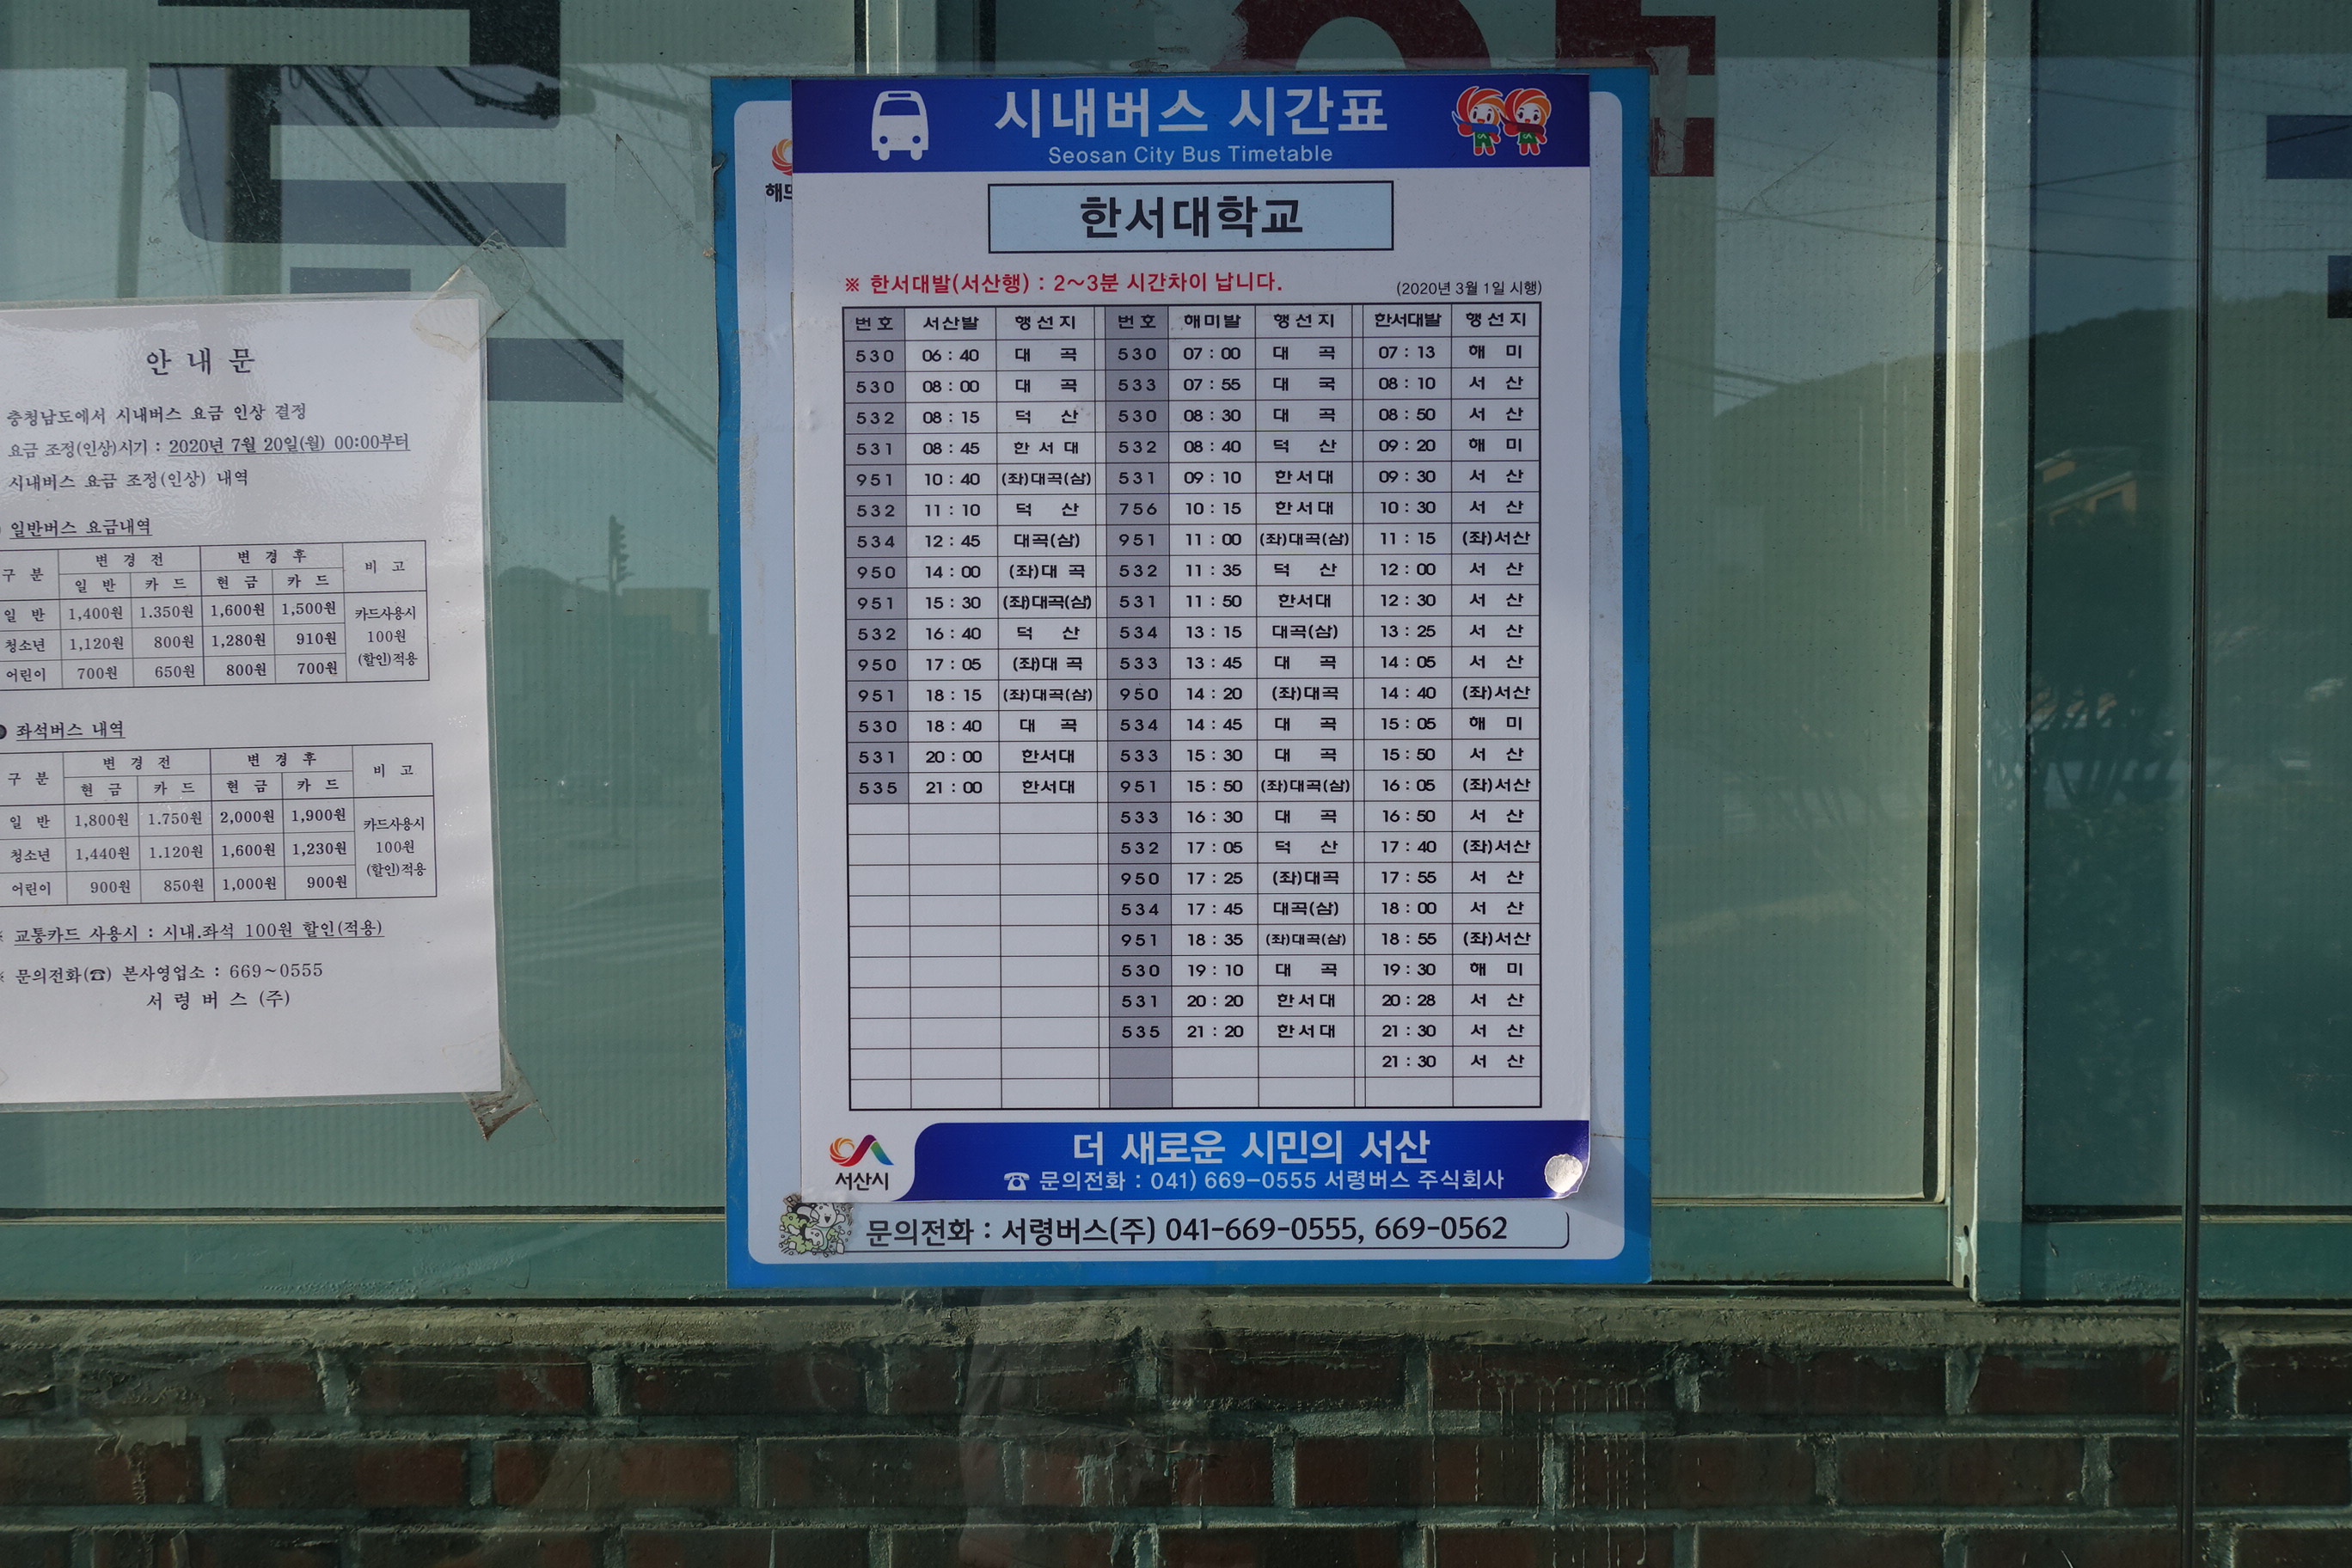 안 내 문
충청남도에서 시내버스 요금 인상 결정
요금 조정(인상)시기 : 2020년 7월 20일(월) 00:00부터
시내버스 요금 조정(인상) 내역
일반버스 요금내역
구 분 변 경 전 변 경 후 비 고
일 반 카 드 현 금 카 드
일 반 1,400원 1.350원 1,600원 1,500원 카드사용시 100원 (할인)적용
청소년 1,120원 800원 1,280원 910원
어린이 700원 650원 800원 700원
● 좌석버스 내역
구 분 변 경 전 변 경 후 비 고
현 금 카 드 현 금 카 드
일 반 1,800원 1.750원 2,000원 1,900원 카드사용시 100원 (할인)적용
청소년 1,440원 1.120원 1,600원 1,230원
어린이 900원 850원 1,000원 900원
교통카드 사용시 : 시내.좌석 100원 할인(적용)
문의전화(☎) 본사영업소 : 669~0555
서 령 버 스 (주)
시내버스 시간표
Seosan City Bus Timetable
한서대학교
※ 한서대발(서산행) : 2~3분 시간차이 납니다.
(2020년 3월 1일 시행)
번호 서산발 행선지 번호 해미발 행선지 한서대발 행선지
530 06 : 40 대 곡 530 07 : 00 대 곡 07 : 13 해 미
530 08 : 00 대 곡 533 07 : 55 대 국 08 : 10 서 산
532 08 : 15 덕 산 530 08 : 30 대 곡 08 : 50 서 산
531 08 : 45 한 서 대 532 08 : 40 덕 산 09 : 20 해 미
951 10 : 40 (좌)대곡(삼) 531 09 : 10 한서대 09 : 30 서 산
532 11 : 10 덕 산 756 10 : 15 한서대 10 : 30 서 산
534 12 : 45 대곡(삼) 951 11 : 00 (좌)대곡(삼) 11 : 15 (좌)서산
950 14 : 00 (좌)대 곡 532 11 : 35 덕 산 12 : 00 서 산
951 15 : 30 (좌)대곡(삼) 531 11 : 50 한서대 12 : 30 서 산
532 16 : 40 덕 산 534 13 : 15 대곡(삼) 13 : 25 서 산
950 17 : 05 (좌)대 곡 533 13 : 45 대 곡 14 : 05 서 산
951 18 : 15 (좌)대곡(삼) 950 14 : 20 (좌)대곡 14 : 40 (좌)서산
530 18 : 40 대 곡 534 14 : 45 대 곡 15 : 05 해 미
531 20 : 00 한서대 533 15 : 30 대 곡 15 : 50 서 산
535 21 : 00 한서대 951 15 : 50 (좌)대곡(삼) 16 : 05 (좌)서산
533 16 : 30 대 곡 16 : 50 서 산
532 17 : 05 덕 산 17 : 40 (좌)서산
950 17 : 25 (좌)대곡 17 : 55 서 산
534 17 : 45 대곡(삼) 18 : 00 서 산
951 18 : 35 (좌)대곡(삼) 18 : 55 (좌)서산
530 19 : 10 대 곡 19 : 30 해 미
531 20 : 20 한서대 20 : 28 서 산
535 21 : 20 한서대 21 : 30 서 산
21 : 30 서 산
서산시
더 새로운 시민의 서산
☎ 문의전화 : 041) 669-0555 서령버스 주식회사
문의전화 : 서령버스(주) 041-669-0555, 669-0562